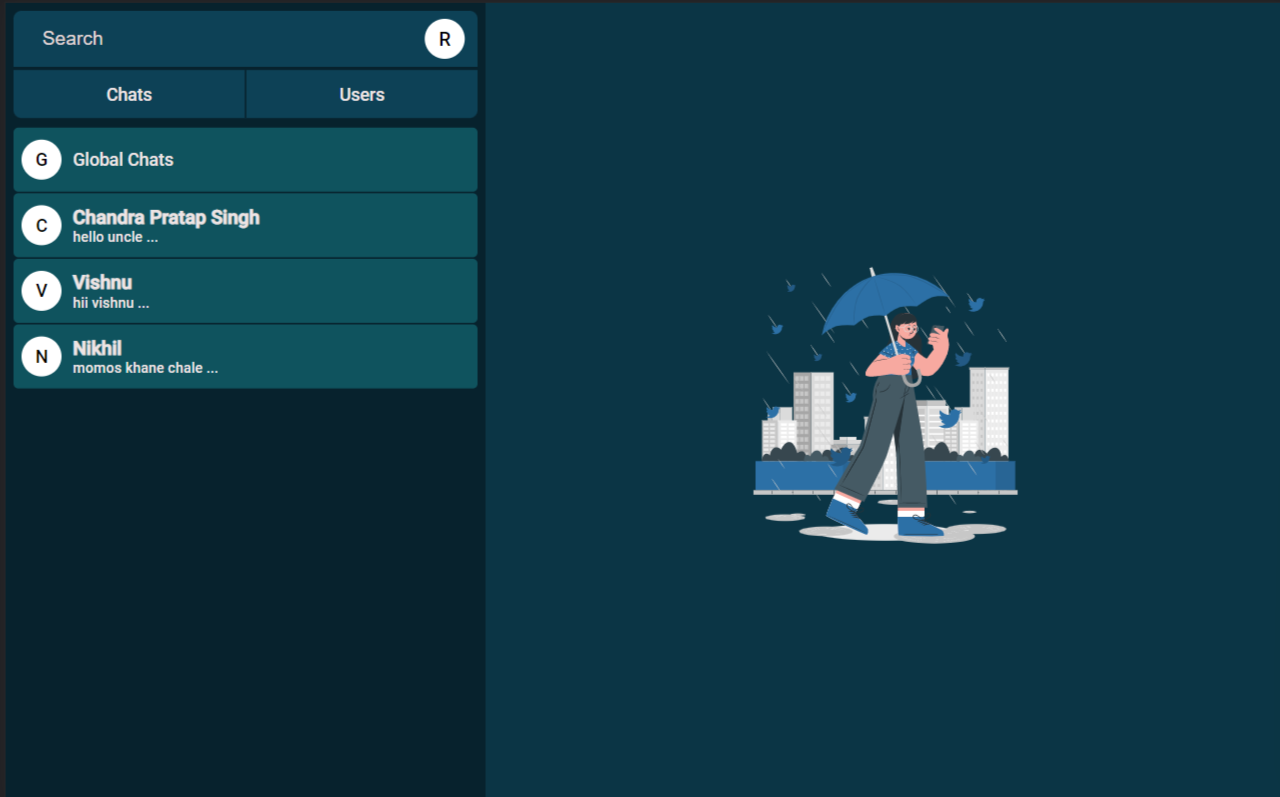 Search
R
Chats
Users
G
Global Chats
C
Chandra Pratap Singh
hello uncle ...
V
Vishnu
hii vishnu ...
N
Nikhil
momos khane chale ...